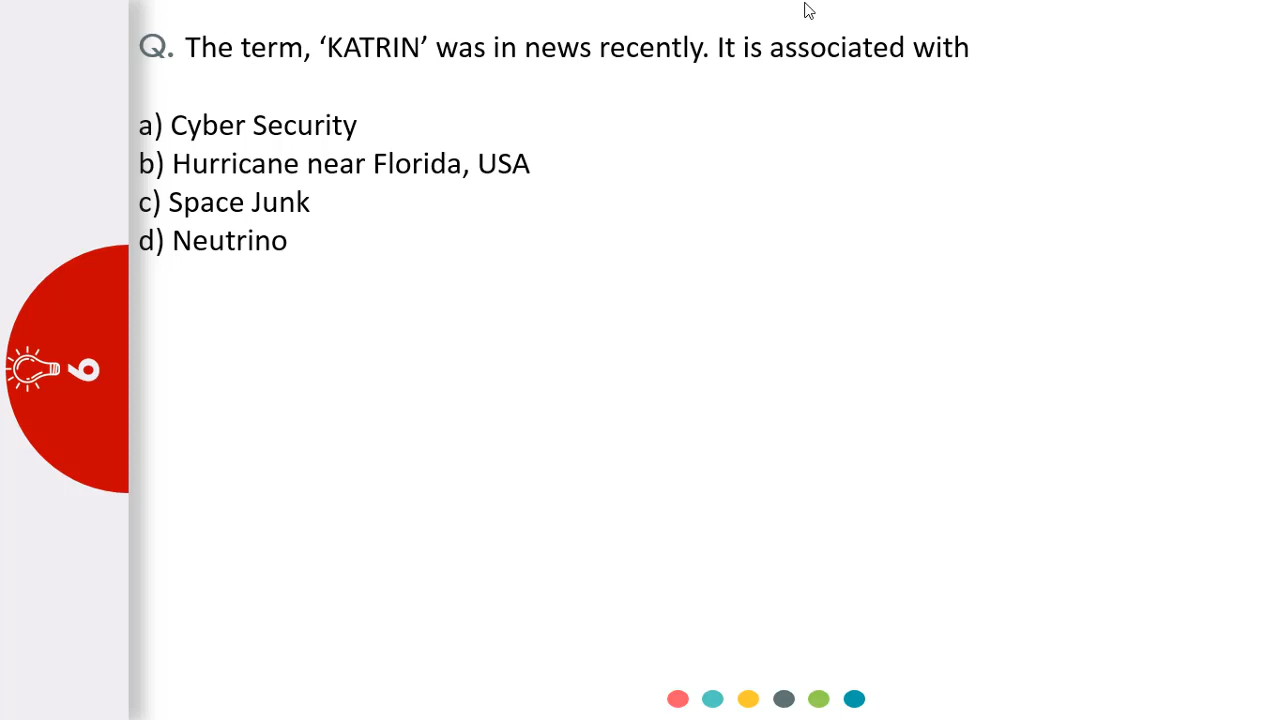 Q. The term, ‘KATRIN’ was in news recently. It is associated with
a) Cyber Security
b) Hurricane near Florida, USA
c) Space Junk
d) Neutrino
6